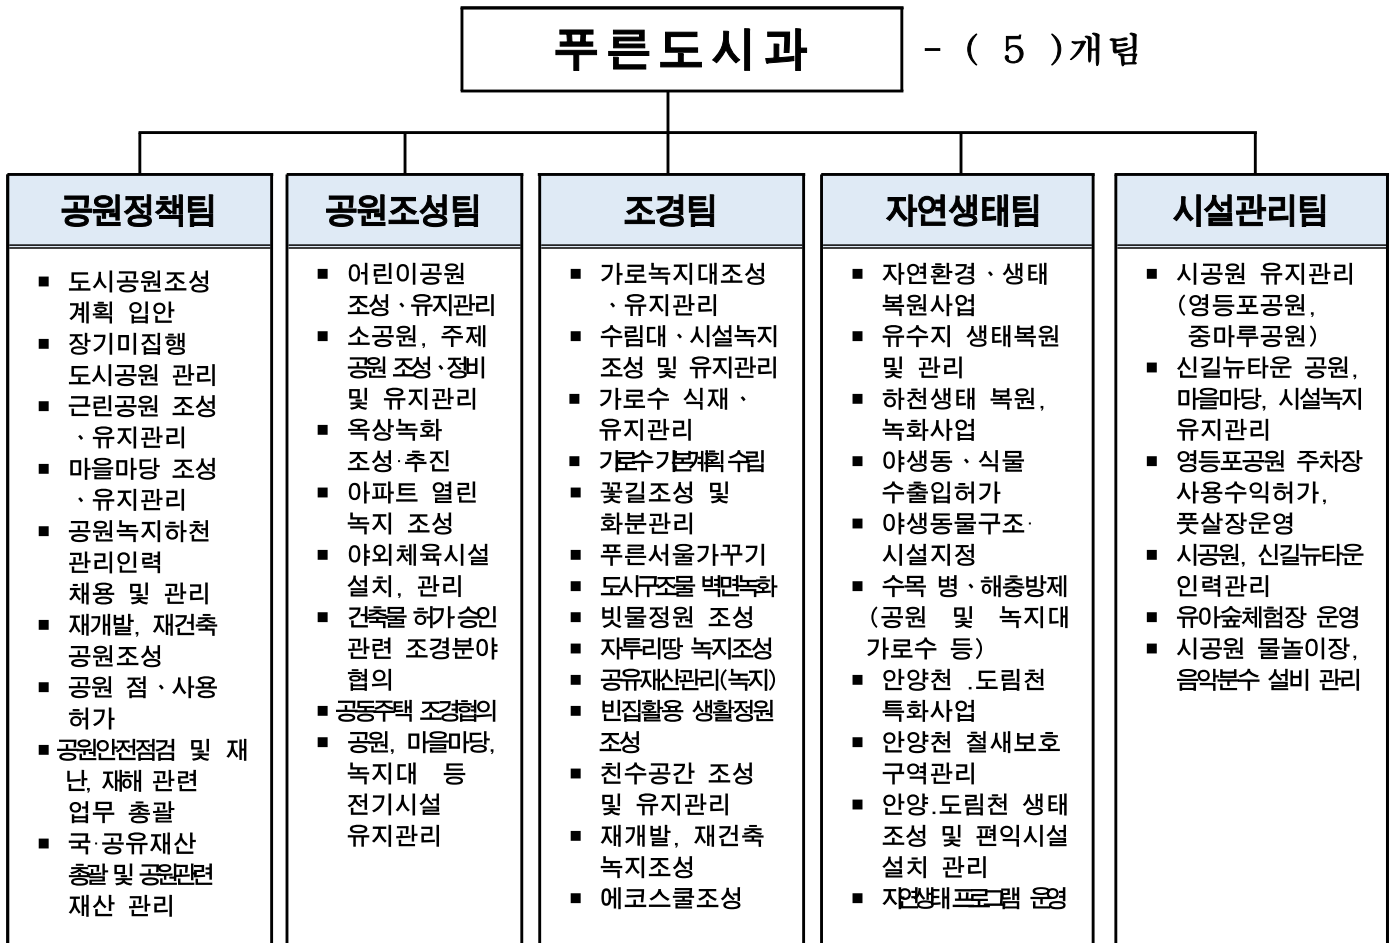 푸른도시과 - ( 5 )개팀
공원정책팀
▪ 도시공원조성
계획 입안
▪ 장기미집행
도시공원 관리
▪ 근린공원 조성
、유지관리
▪ 마을마당 조성
、유지관리
▪ 공원녹지하천
관리인력
채용 및 관리
▪ 재개발, 재건축
공원조성
▪ 공원 점、사용
허가
▪ 공원안전점검 및 재
난, 재해 관련
업무 총괄
▪ 국·공유재산
총괄 및 공원관련
재산 관리
공원조성팀
▪ 어린이공원
조성、유지관리
▪ 소공원, 주제
공원 조성、정비
및 유지관리
▪ 옥상녹화
조성·추진
▪ 아파트 열린
녹지 조성
▪ 야외체육시설
설치, 관리
▪ 건축물 허가·승인
관련 조경분야
협의
▪ 공동주택 조경협의
▪ 공원, 마을마당,
녹지대 등
전기시설
유지관리
조경팀
▪ 가로녹지대조성
、유지관리
▪ 수림대、시설녹지
조성 및 유지관리
▪ 가로수 식재、
유지관리
▪ 가로수 기본계획 수립
▪ 꽃길조성 및
화분관리
▪ 푸른서울가꾸기
▪ 도시구조물 벽면녹화
▪ 빗물정원 조성
▪ 자투리땅 녹지조성
▪ 공유재산관리(녹지)
▪ 빈집활용 생활정원
조성
▪ 친수공간 조성
및 유지관리
▪ 재개발, 재건축
녹지조성
▪ 에코스쿨조성
자연생태팀
▪ 자연환경、생태
복원사업
▪ 유수지 생태복원
및 관리
▪ 하천생태 복원,
녹화사업
▪ 야생동、식물
수출입허가
▪ 야생동물구조·
시설지정
▪ 수목 병、해충방제
(공원 및 녹지대
가로수 등)
▪ 안양천 .도림천
특화사업
▪ 안양천 철새보호
구역관리
▪ 안양.도림천 생태
조성 및 편익시설
설치 관리
▪ 자연생태프로그램 운영
시설관리팀
▪ 시공원 유지관리
(영등포공원,
중마루공원)
▪ 신길뉴타운 공원,
마을마당, 시설녹지
유지관리
▪ 영등포공원 주차장
사용수익허가,
풋살장운영
▪ 시공원, 신길뉴타운
인력관리
▪ 유아숲체험장 운영
▪ 시공원 물놀이장,
음악분수 설비 관리